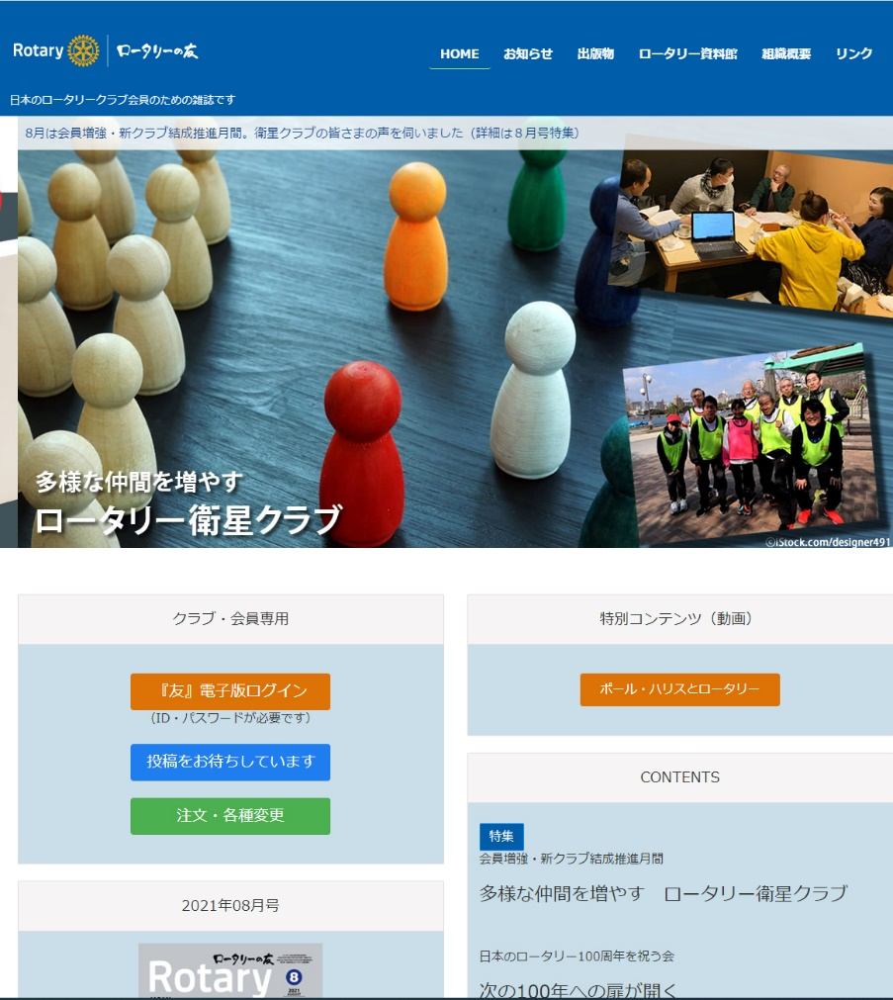 Rotary ロータリーの友
HOME お知らせ 出版物 ロータリー資料館 組織概要 リンク
日本のロータリークラブ会員のための雑誌です
8月は会員増強・新クラブ結成推進月間。衛星クラブの皆さまの声を伺いました（詳細は８月号特集）
多様な仲間を増やす
ロータリー衛星クラブ
©iStock.com/designer491
クラブ・会員専用
『友』電子版ログイン
（ID・パスワードが必要です）
投稿をお待ちしています
注文・各種変更
2021年08月号
ロータリーの友
Rotary
8
2021
特別コンテンツ（動画）
ポール・ハリスとロータリー
CONTENTS
特集
会員増強・新クラブ結成推進月間
多様な仲間を増やす　ロータリー衛星クラブ
日本のロータリー100周年を祝う会
次の100年への扉が開く